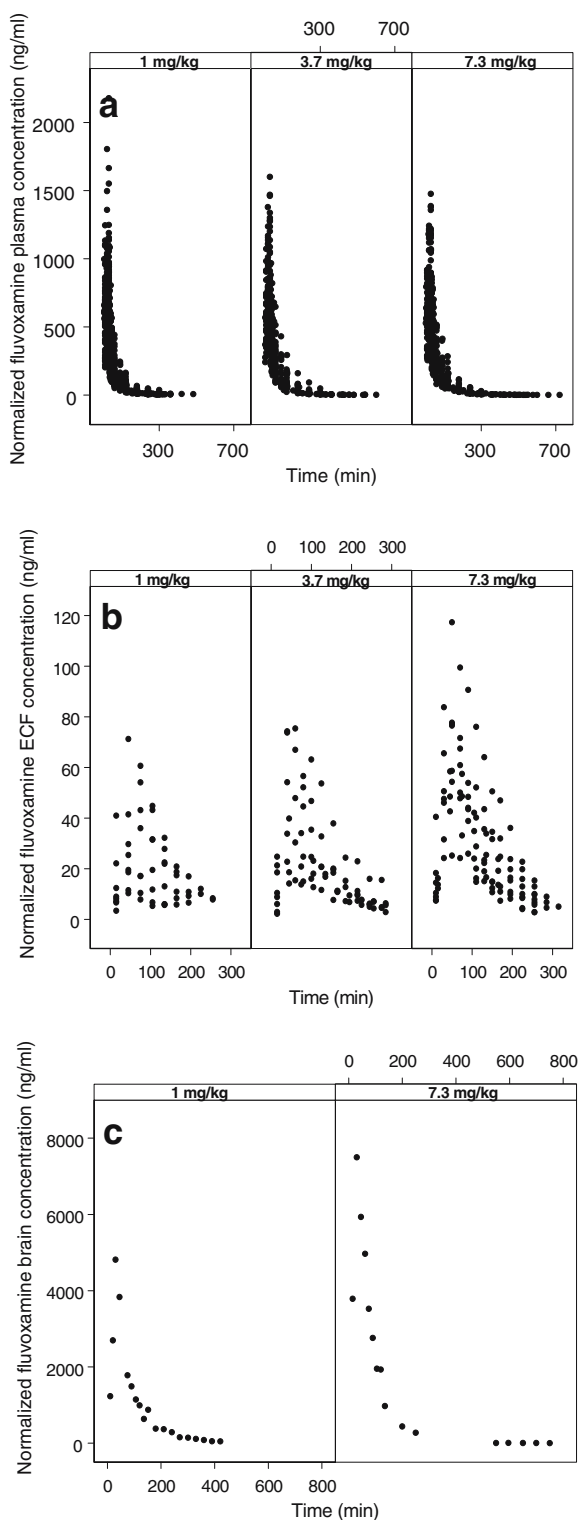 300 700
1 mg/kg 3.7 mg/kg 7.3 mg/kg
a
Normalized fluvoxamine plasma concentration (ng/ml)
2000
1500
1000
500
0
300 700 300 700
Time (min)
0 100 200 300
1 mg/kg 3.7 mg/kg 7.3 mg/kg
b
Normalized fluvoxamine ECF concentration (ng/ml)
120
100
80
60
40
20
0
0 100 200 300 0 100 200 300
Time (min)
0 200 400 600 800
1 mg/kg 7.3 mg/kg
c
Normalized fluvoxamine brain concentration (ng/ml)
8000
6000
4000
2000
0
0 200 400 600 800
Time (min)